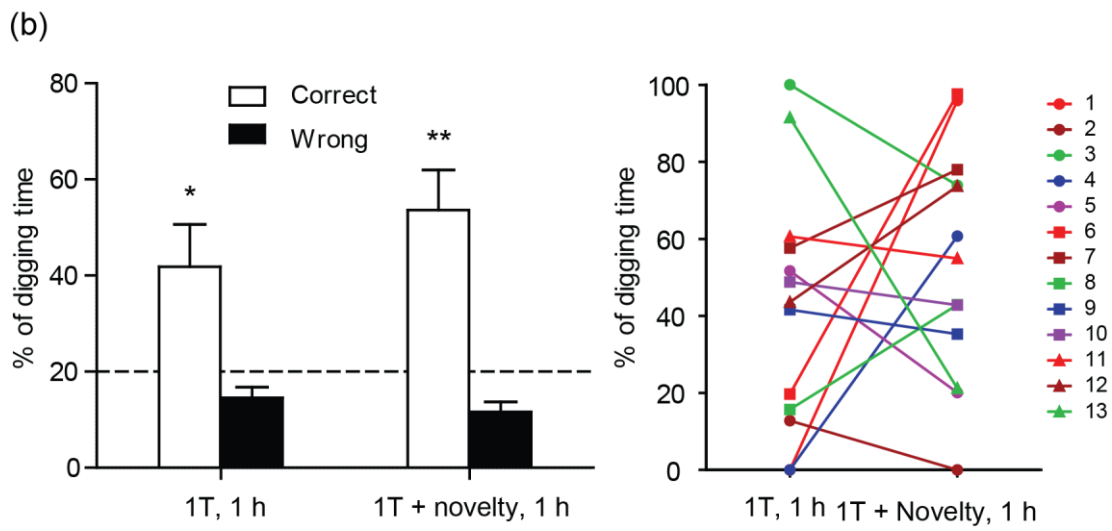 (b)
% of digging time
80
60
40
20
0
Correct
Wrong
*
**
1T, 1 h
1T + novelty, 1 h
% of digging time
100
80
60
40
20
0
1T, 1 h
1T + Novelty, 1 h
1
2
3
4
5
6
7
8
9
10
11
12
13